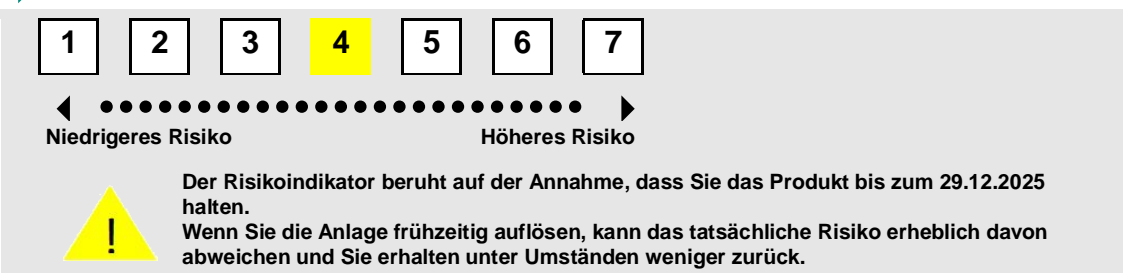 1 2 3 4 5 6 7
Niedrigeres Risiko Höheres Risiko
! Der Risikoindikator beruht auf der Annahme, dass Sie das Produkt bis zum 29.12.2025
halten.
Wenn Sie die Anlage frühzeitig auflösen, kann das tatsächliche Risiko erheblich davon
abweichen und Sie erhalten unter Umständen weniger zurück.